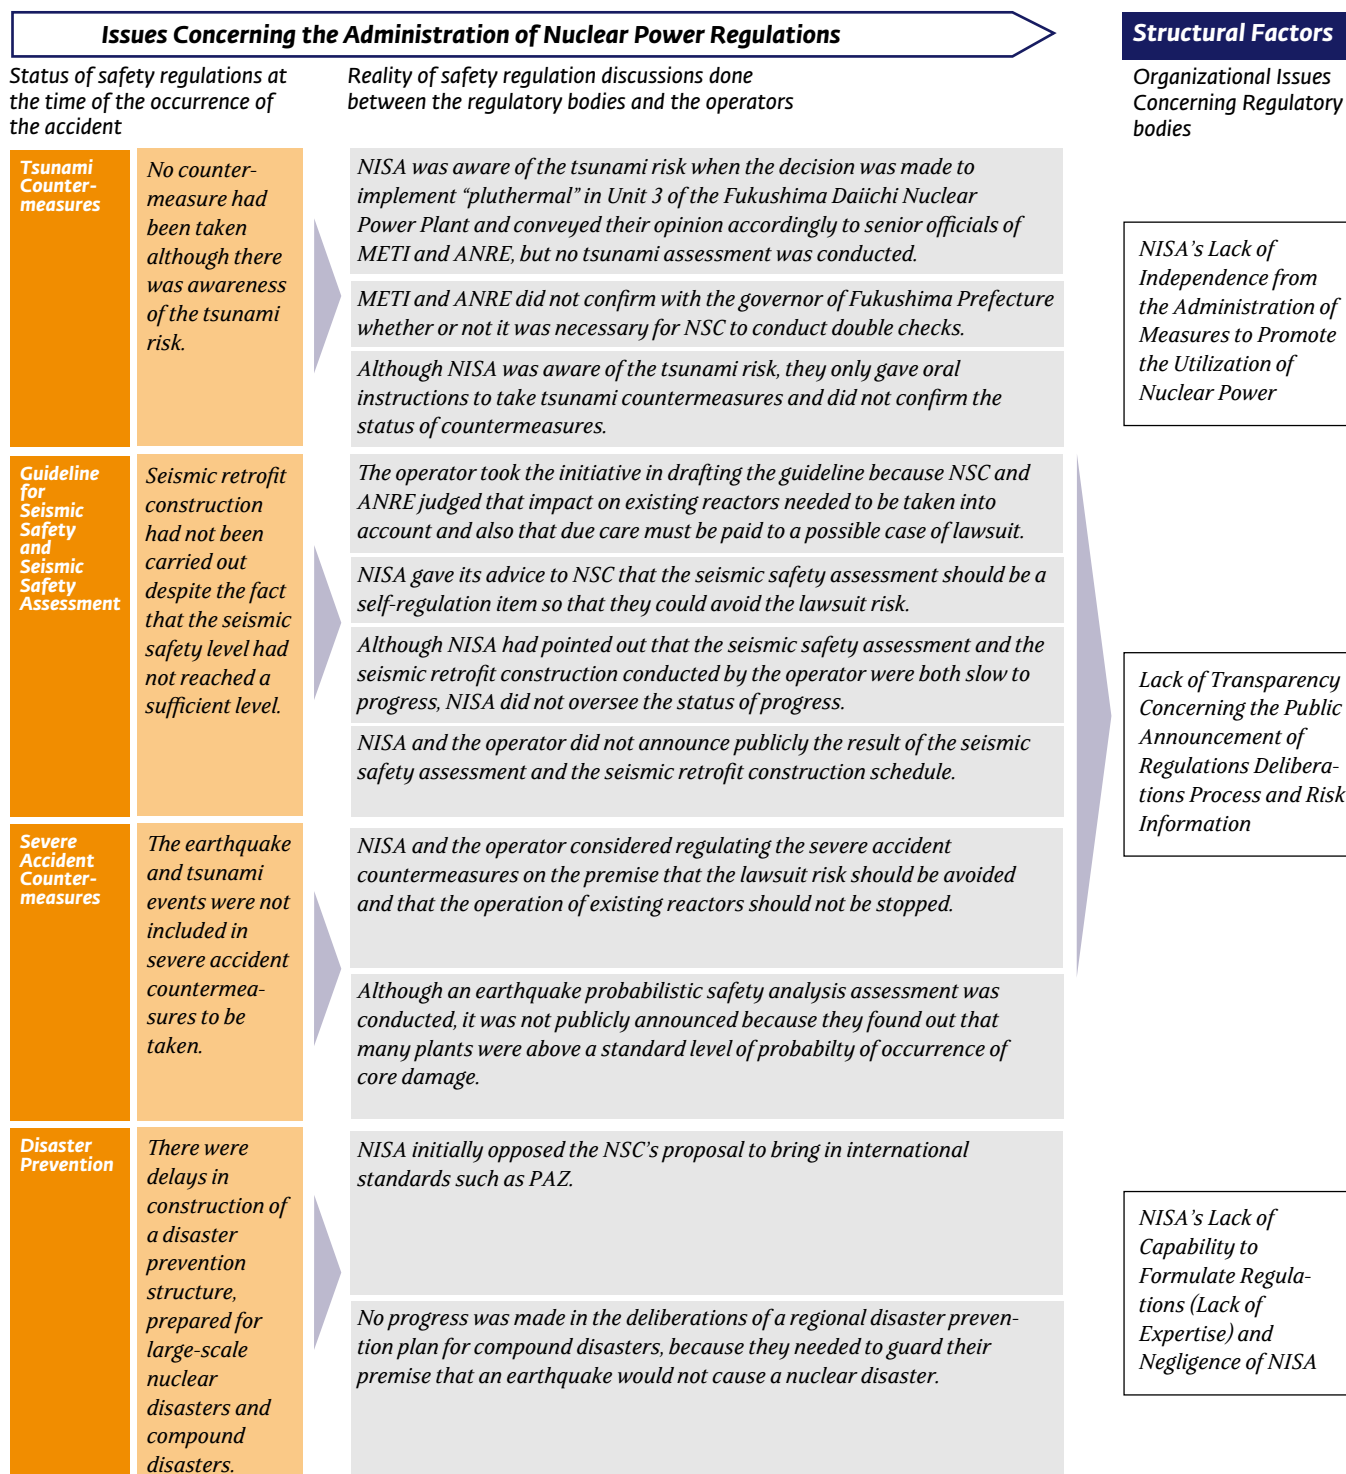 Issues Concerning the Administration of Nuclear Power Regulations
Structural Factors
Status of safety regulations at
the time of the occurrence of
the accident
Reality of safety regulation discussions done
between the regulatory bodies and the operators
Organizational Issues
Concerning Regulatory
bodies
Tsunami
Counter-
measures
No counter-
measure had
been taken
although there
was awareness
of the tsunami
risk.
NISA was aware of the tsunami risk when the decision was made to
implement “pluthermal” in Unit 3 of the Fukushima Daiichi Nuclear
Power Plant and conveyed their opinion accordingly to senior officials of
METI and ANRE, but no tsunami assessment was conducted.
METI and ANRE did not confirm with the governor of Fukushima Prefecture
whether or not it was necessary for NSC to conduct double checks.
Although NISA was aware of the tsunami risk, they only gave oral
instructions to take tsunami countermeasures and did not confirm the
status of countermeasures.
NISA’s Lack of
Independence from
the Administration of
Measures to Promote
the Utilization of
Nuclear Power
Guideline
for
Seismic
Safety
and
Seismic
Safety
Assessment
Seismic retrofit
construction
had not been
carried out
despite the fact
that the seismic
safety level had
not reached a
sufficient level.
The operator took the initiative in drafting the guideline because NSC and
ANRE judged that impact on existing reactors needed to be taken into
account and also that due care must be paid to a possible case of lawsuit.
NISA gave its advice to NSC that the seismic safety assessment should be a
self-regulation item so that they could avoid the lawsuit risk.
Although NISA had pointed out that the seismic safety assessment and the
seismic retrofit construction conducted by the operator were both slow to
progress, NISA did not oversee the status of progress.
NISA and the operator did not announce publicly the result of the seismic
safety assessment and the seismic retrofit construction schedule.
Lack of Transparency
Concerning the Public
Announcement of
Regulations Delibera-
tions Process and Risk
Information
Severe
Accident
Counter-
measures
The earthquake
and tsunami
events were not
included in
severe accident
countermea-
sures to be
taken.
NISA and the operator considered regulating the severe accident
countermeasures on the premise that the lawsuit risk should be avoided
and that the operation of existing reactors should not be stopped.
Although an earthquake probabilistic safety analysis assessment was
conducted, it was not publicly announced because they found out that
many plants were above a standard level of probabilty of occurrence of
core damage.
Disaster
Prevention
There were
delays in
construction of
a disaster
prevention
structure,
prepared for
large-scale
nuclear
disasters and
compound
disasters.
NISA initially opposed the NSC’s proposal to bring in international
standards such as PAZ.
No progress was made in the deliberations of a regional disaster preven-
tion plan for compound disasters, because they needed to guard their
premise that an earthquake would not cause a nuclear disaster.
NISA’s Lack of
Capability to
Formulate Regula-
tions (Lack of
Expertise) and
Negligence of NISA